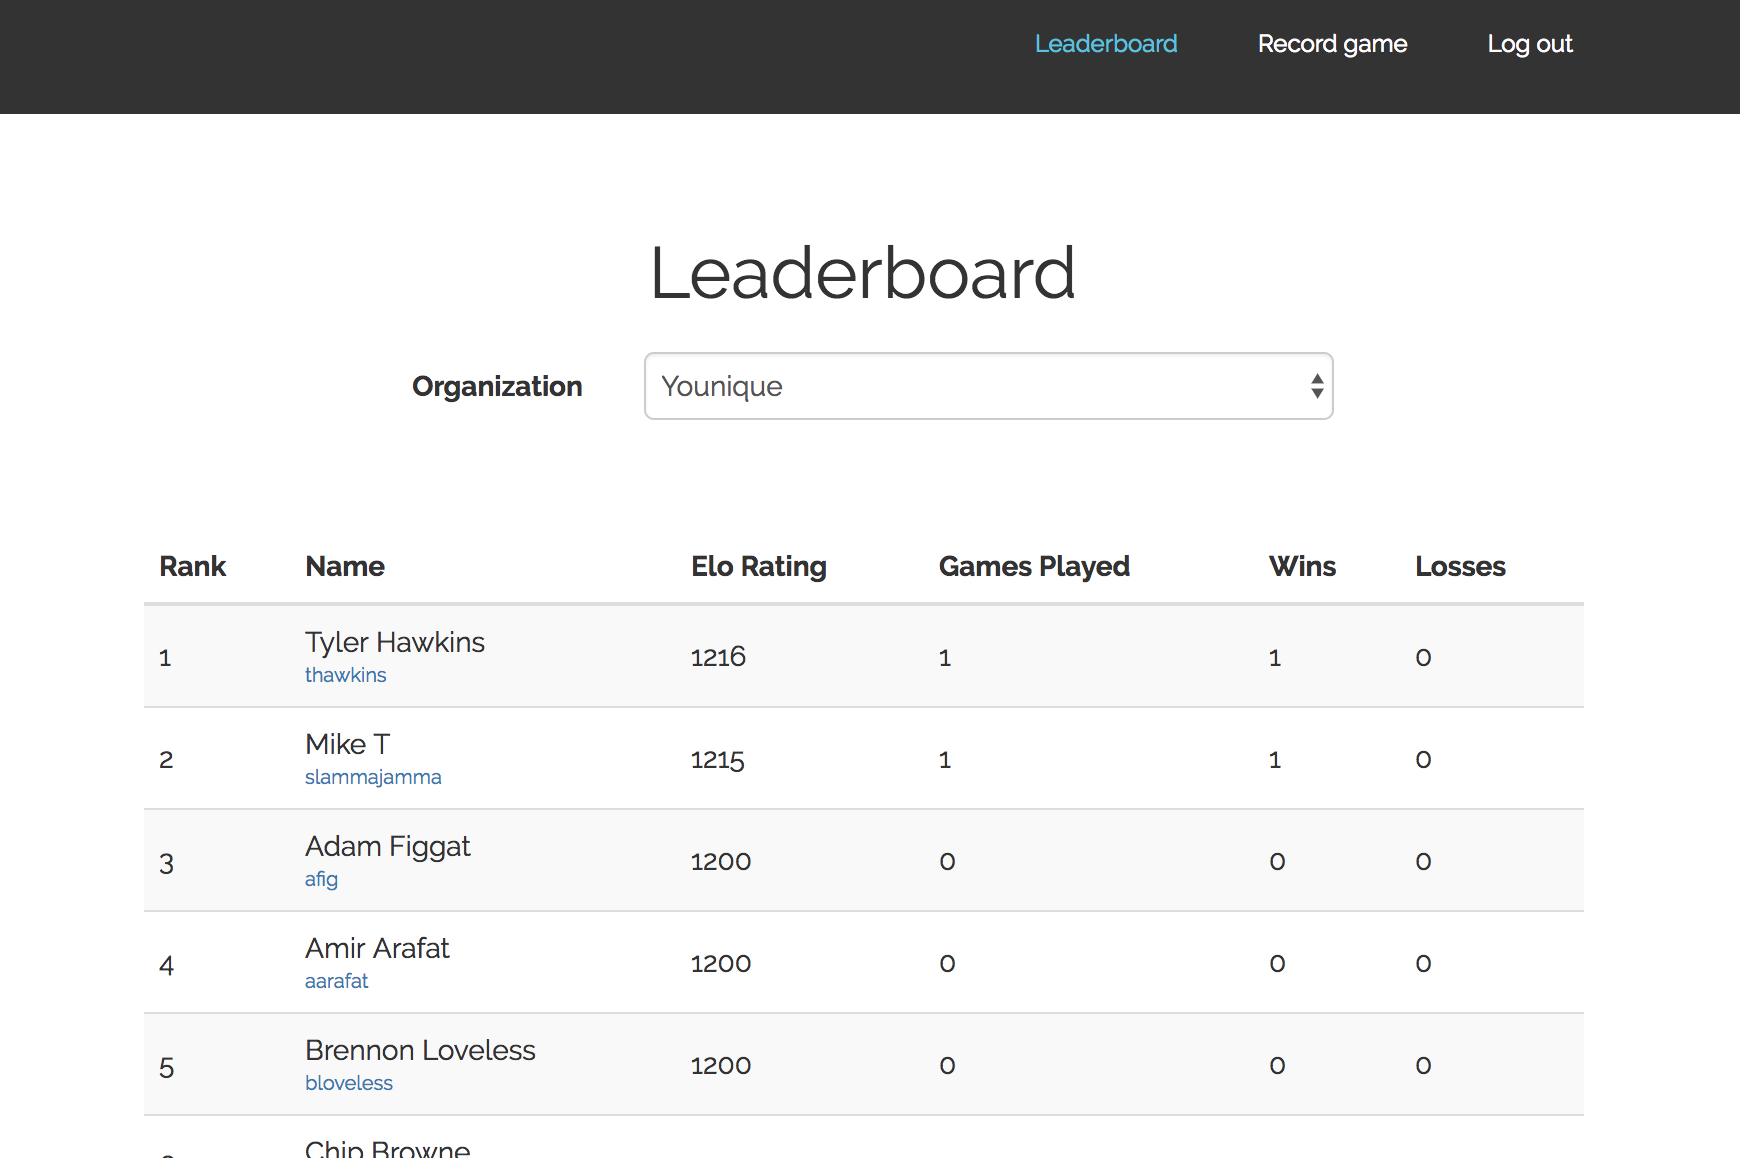 Leaderboard Record game Log out
Leaderboard
Organization Younique
Rank Name Elo Rating Games Played Wins Losses
1 Tyler Hawkins 1216 1 1 0
thawkins
2 Mike T 1215 1 1 0
slammajamma
3 Adam Figgat 1200 0 0 0
afig
4 Amir Arafat 1200 0 0 0
aarafat
5 Brennon Loveless 1200 0 0 0
bloveless
Chip Browne